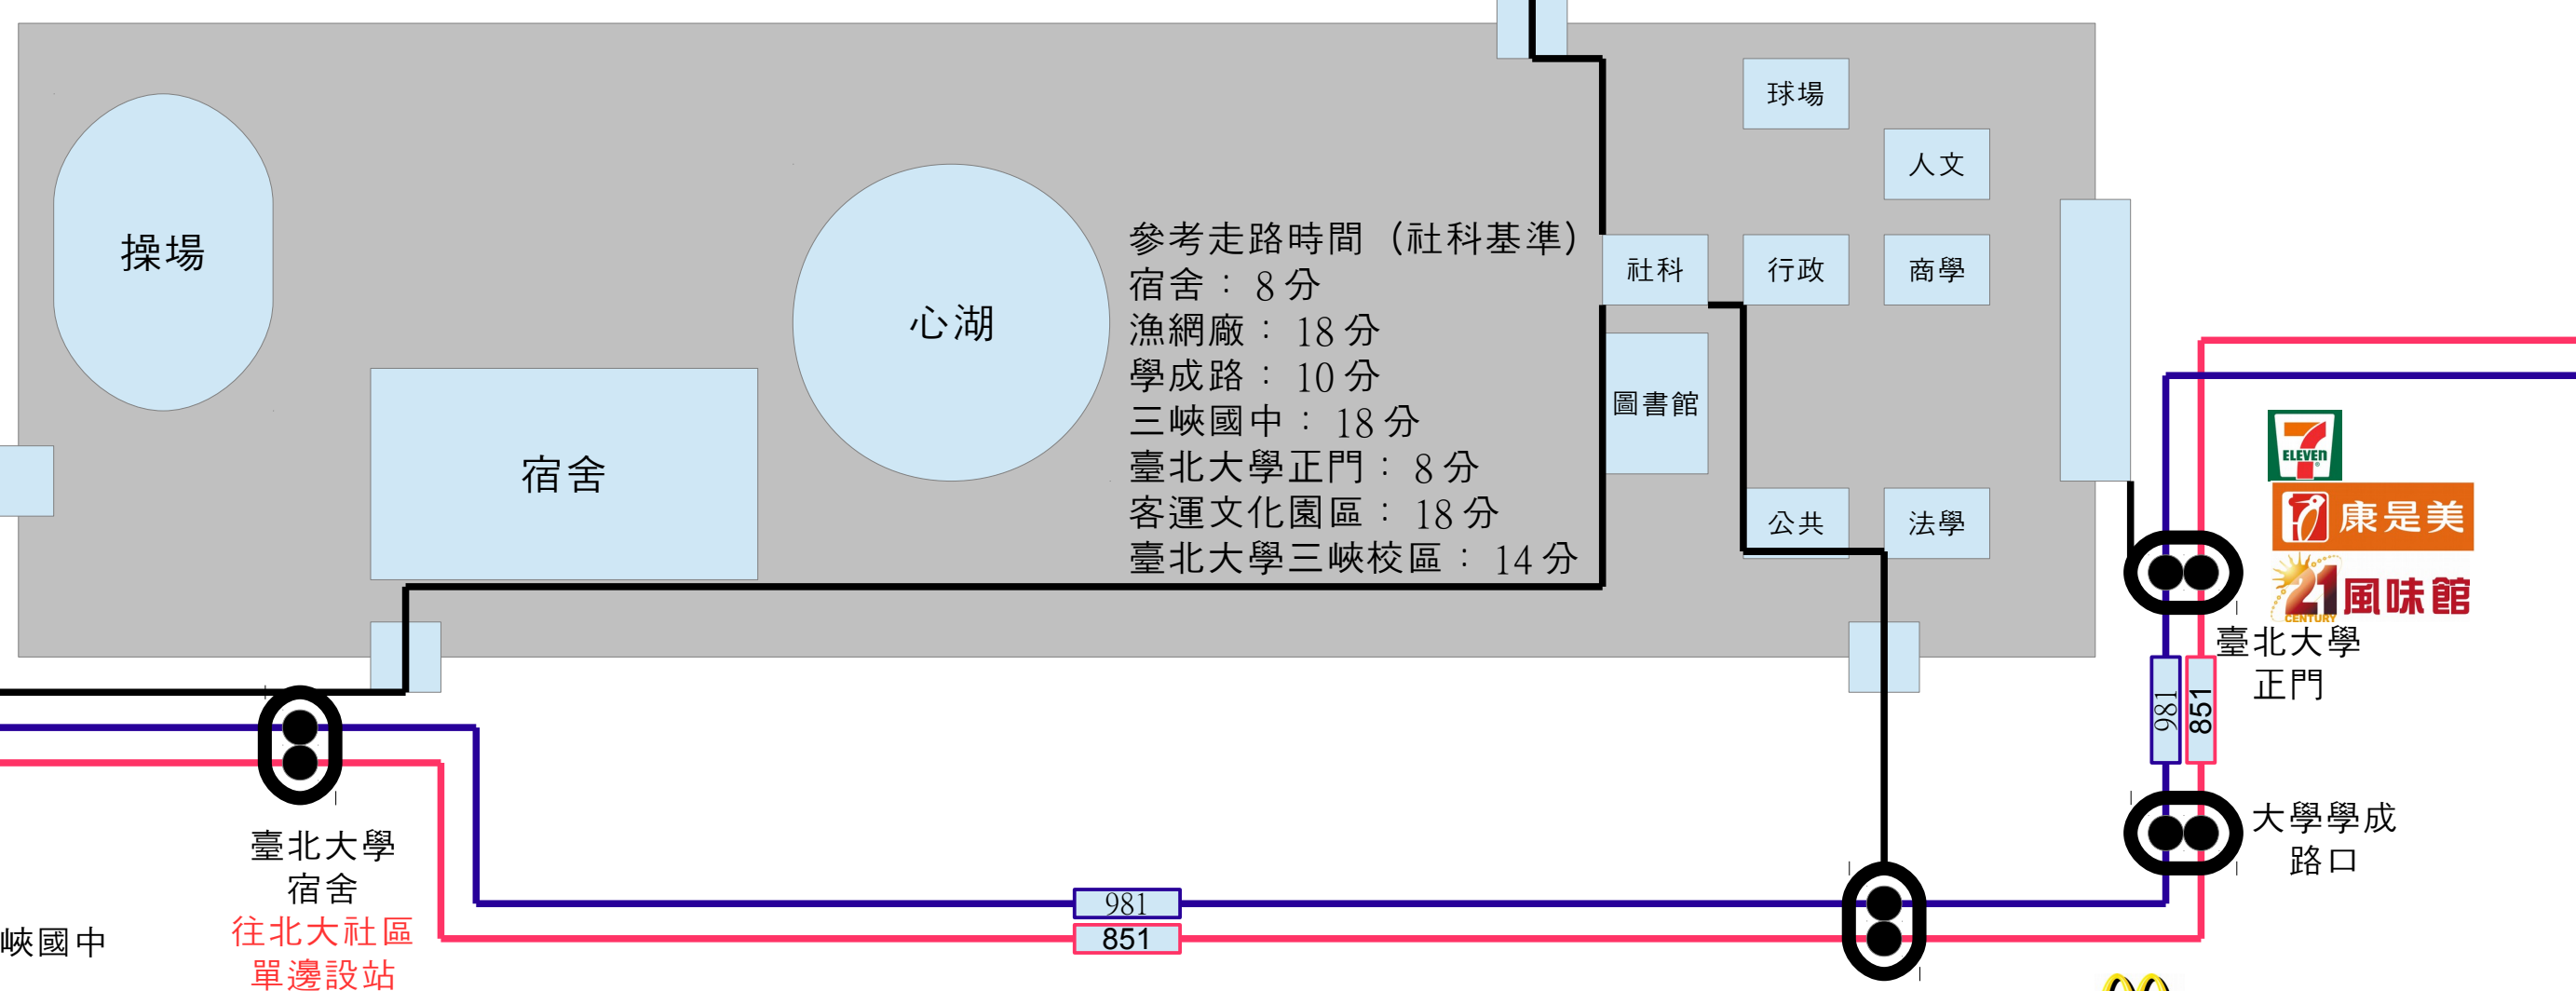 球場
人文
操場
心湖
參考走路時間（社科基準）
宿舍：8分
漁網廠：18分
學成路：10分
三峽國中：18分
臺北大學正門：8分
客運文化園區：18分
臺北大學三峽校區：14分
社科
行政
商學
圖書館
宿舍
公共
法學
7
ELEVEN
康是美
21
CENTURY
風味館
臺北大學
正門
981
851
大學學成
路口
臺北大學
宿舍
往北大社區
單邊設站
峽國中
981
851